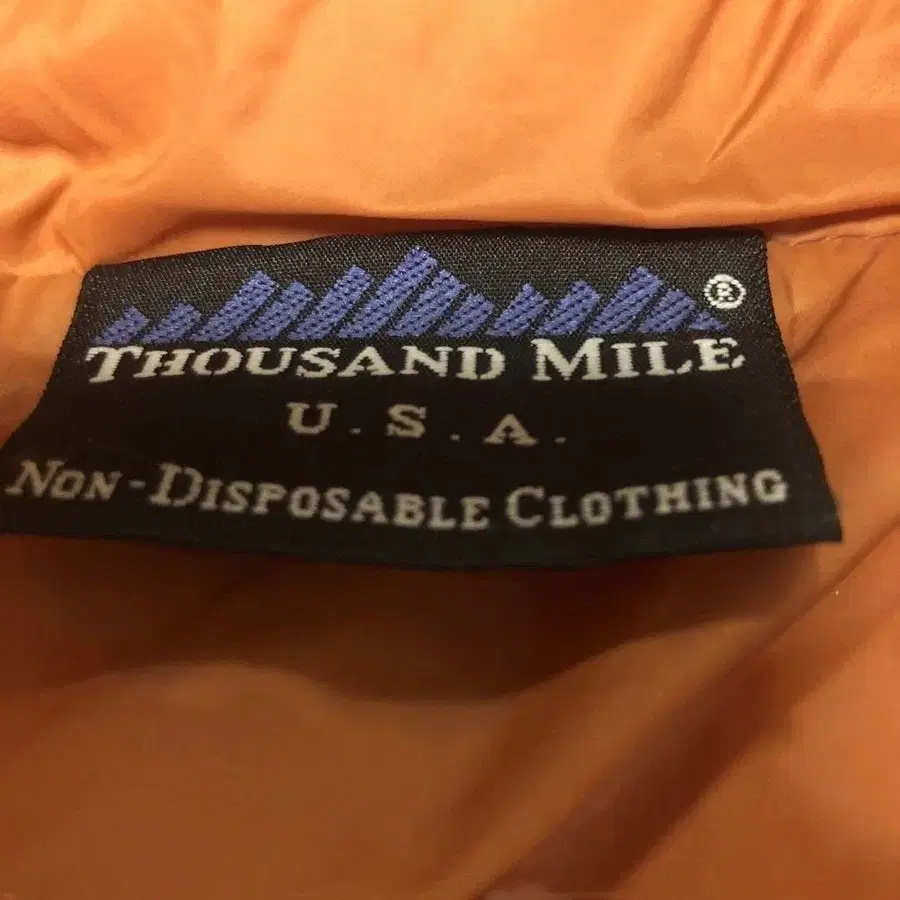 ®
THOUSAND MILE
U.S.A.
NON-DISPOSABLE CLOTHING